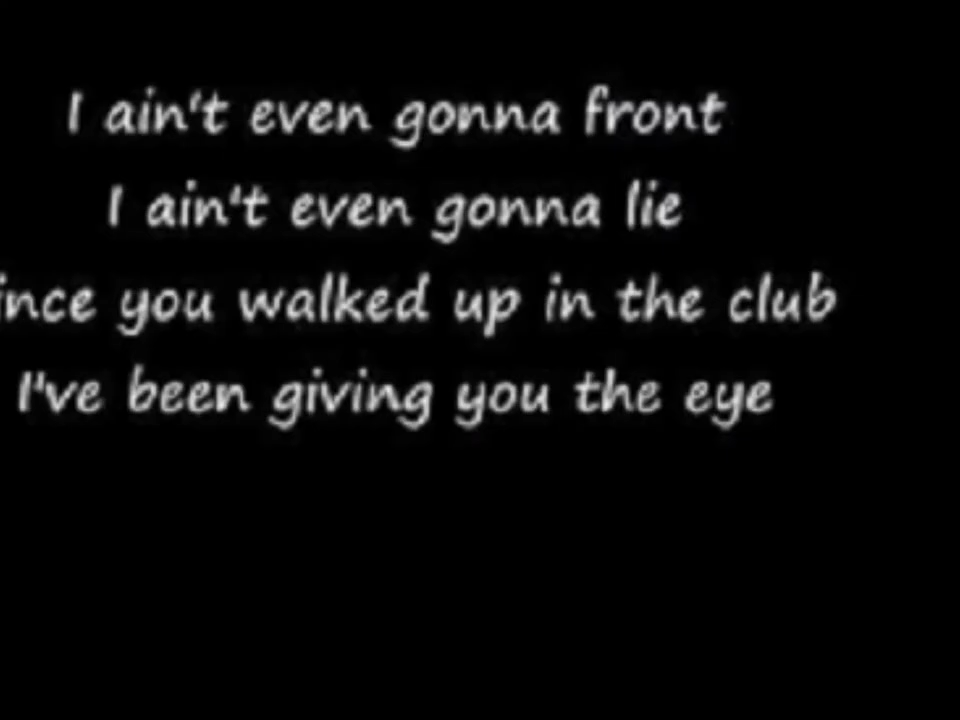 I ain't even gonna front
I ain't even gonna lie
ince you walked up in the club
I've been giving you the eye